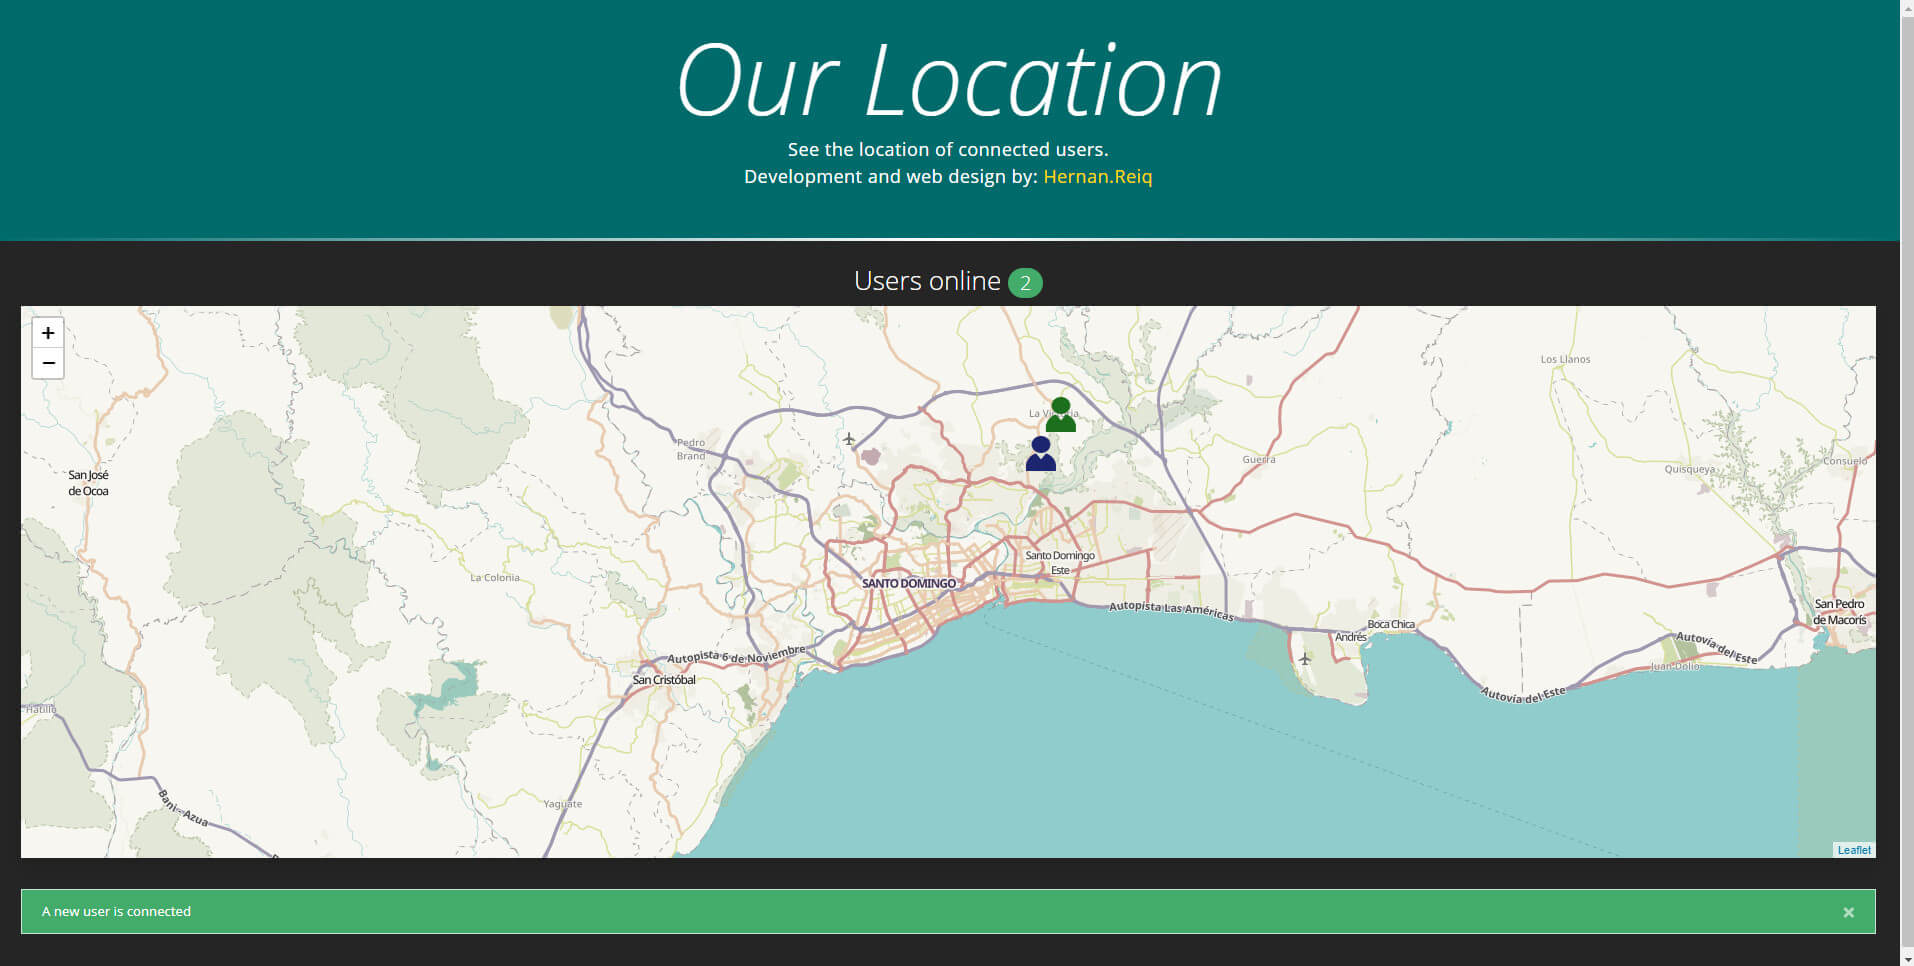 Our Location
See the location of connected users.
Development and web design by: Hernan.Reiq
Users online 2
+
−
Los Llanos
Pedro
Brand
Guerra
Consuelo
Quisqueya
San José
de Ocoa
Santo Domingo
Este
La Colonia
SANTO DOMINGO
Autopista Las Américas
San Pedro
de Macorís
Boca Chica
Andrés
Autovía del Este
Autopista 6 de Noviembre
Juan Dolio
San Cristóbal
Autovía del Este
Hatillo
Yaguate
Bani - Azua
Leaflet
A new user is connected
×